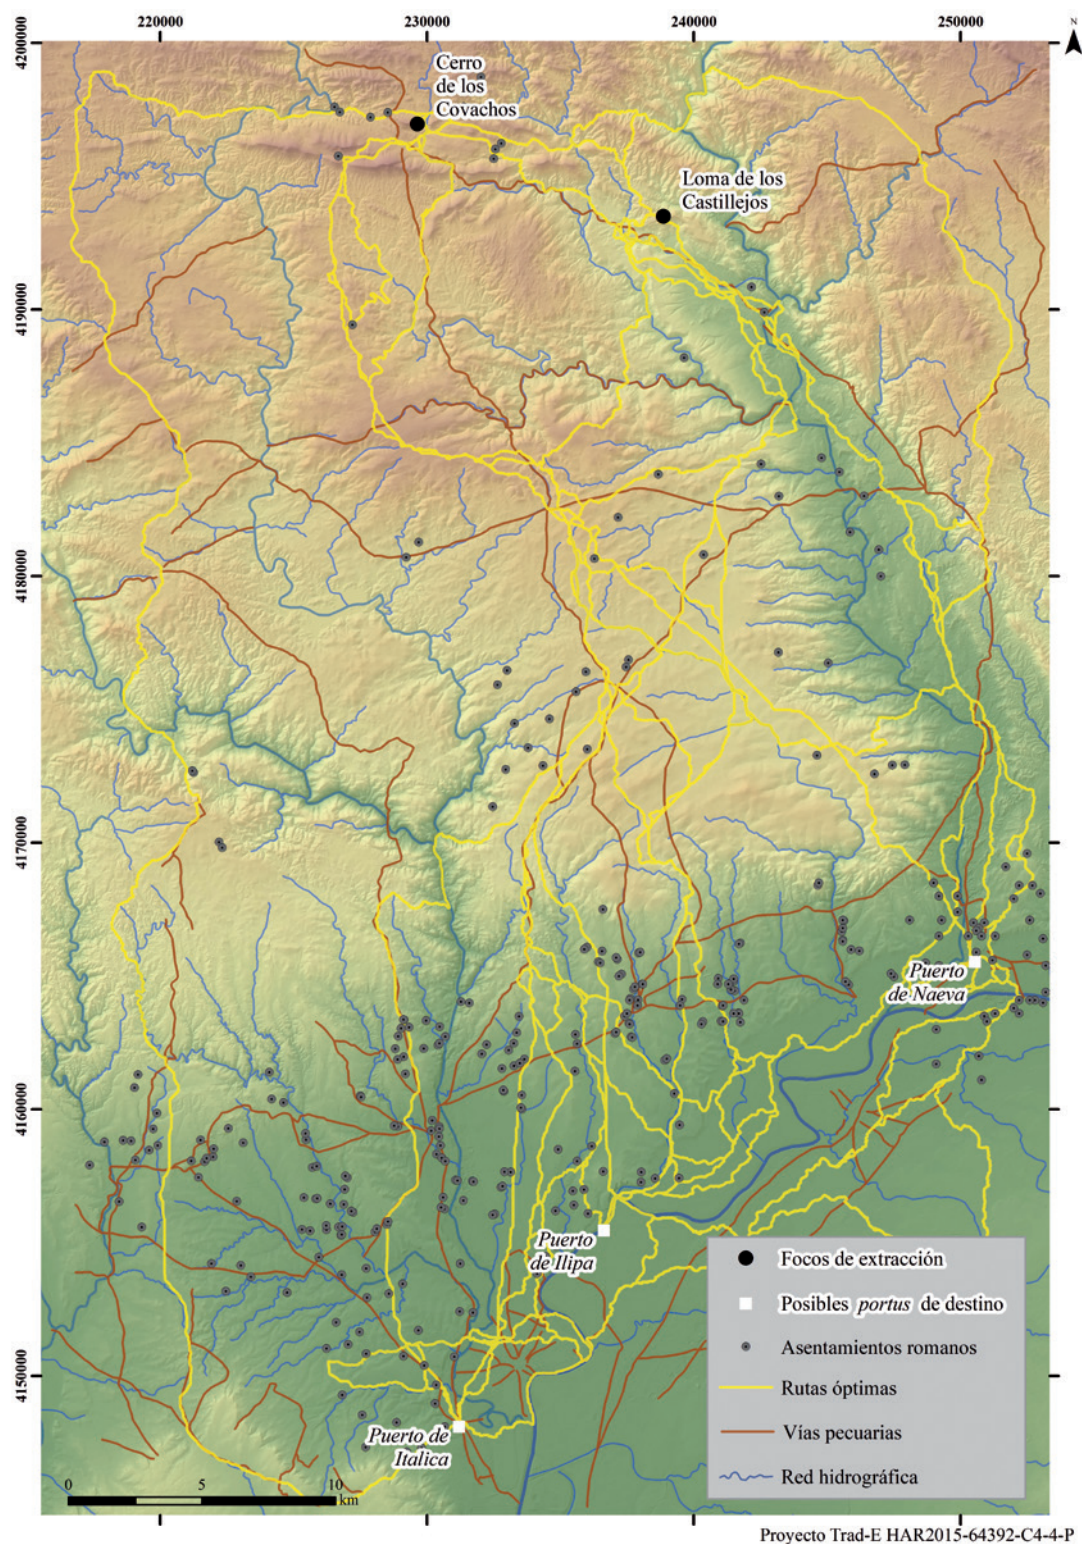 220000 230000 240000 250000
N
4200000
4190000
4180000
4170000
4160000
4150000
Cerro
de los
Covachos
Loma de los
Castillejos
Puerto
de Naeva
Puerto
de Ilipa
Puerto de
Italica
Focos de extracción
Posibles portus de destino
Asentamientos romanos
Rutas óptimas
Vías pecuarias
Red hidrográfica
0 5 10
km
Proyecto Trad-E HAR2015-64392-C4-4-P